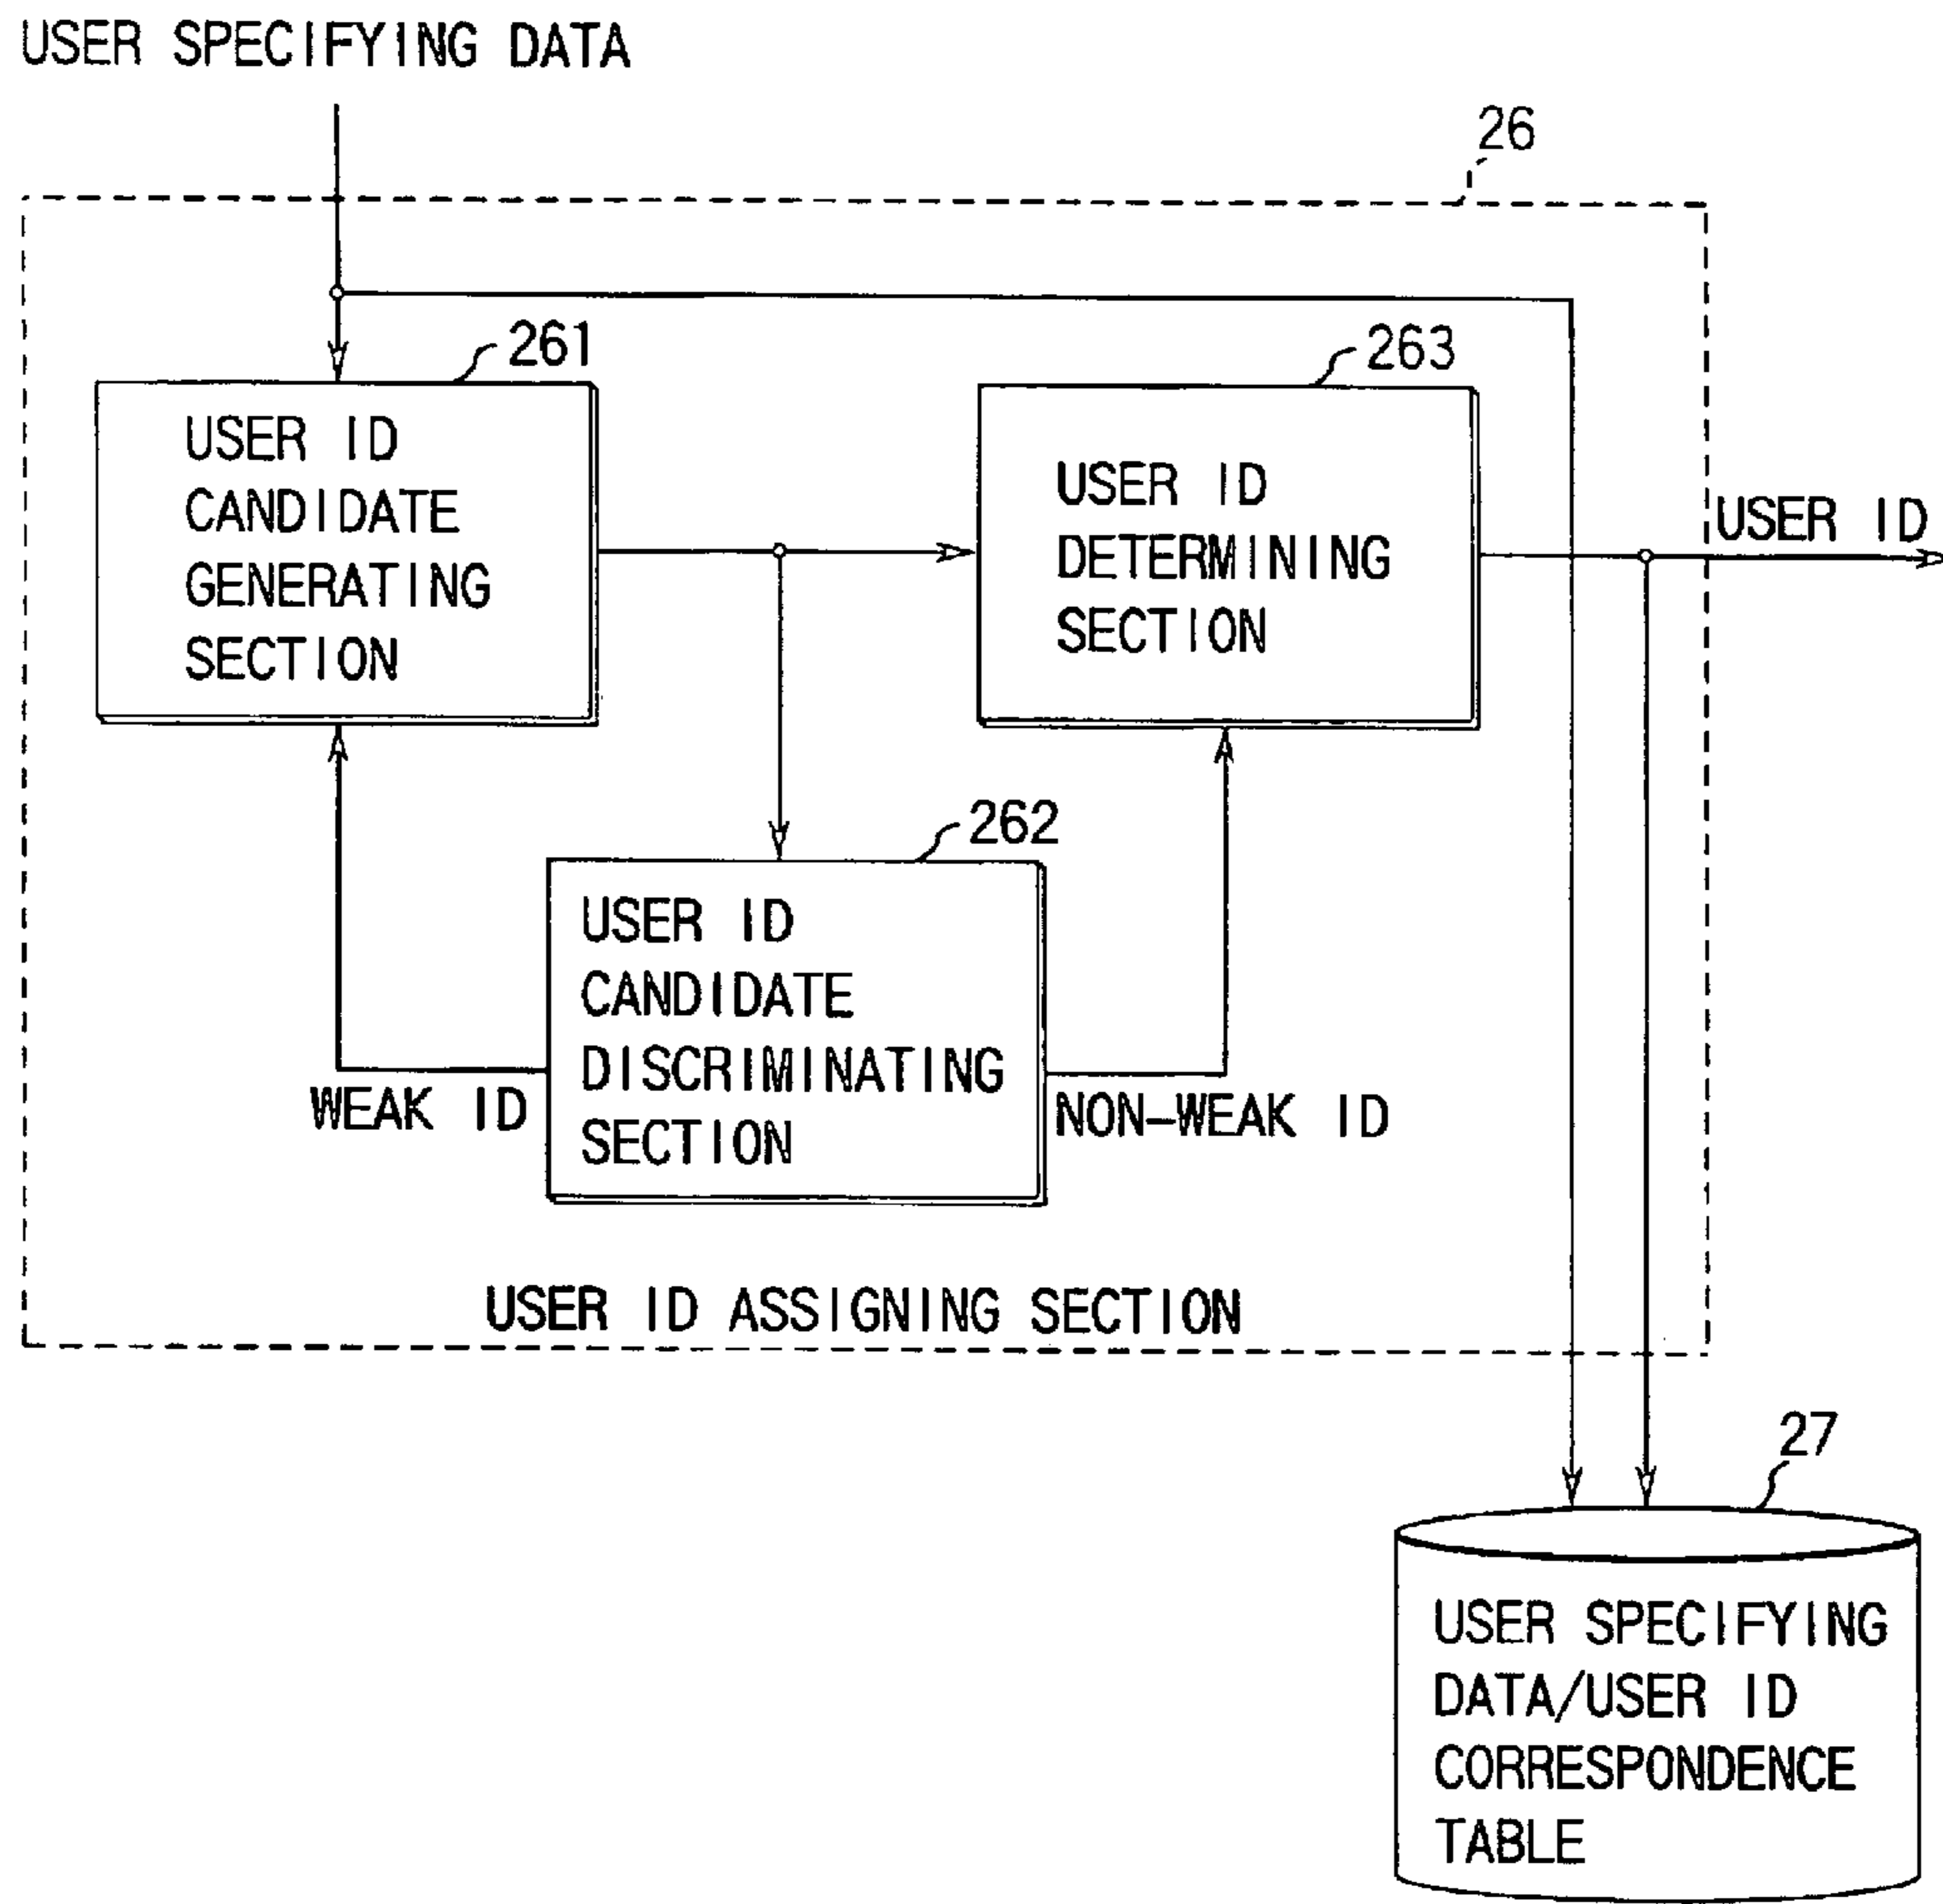 USER SPECIFYING DATA
26
261
263
USER ID
CANDIDATE
GENERATING
SECTION
USER ID
DETERMINING
SECTION
USER ID
262
USER ID
CANDIDATE
DISCRIMINATING
SECTION
WEAK ID
NON-WEAK ID
USER ID ASSIGNING SECTION
27
USER SPECIFYING
DATA/USER ID
CORRESPONDENCE
TABLE